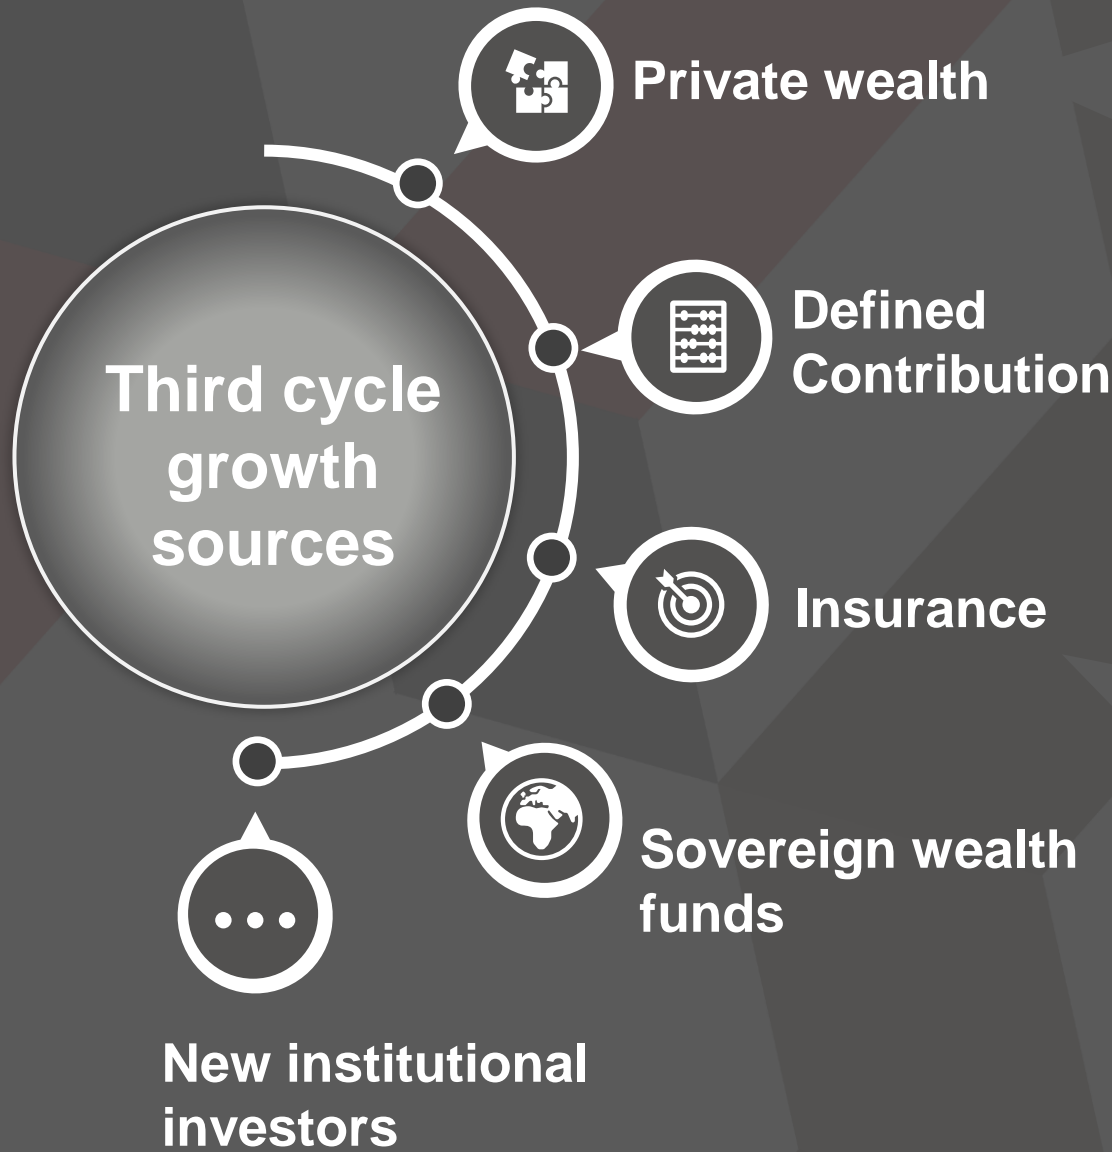 Private wealth
Defined
Contribution
Third cycle
growth
sources
Insurance
Sovereign wealth
funds
New institutional
investors